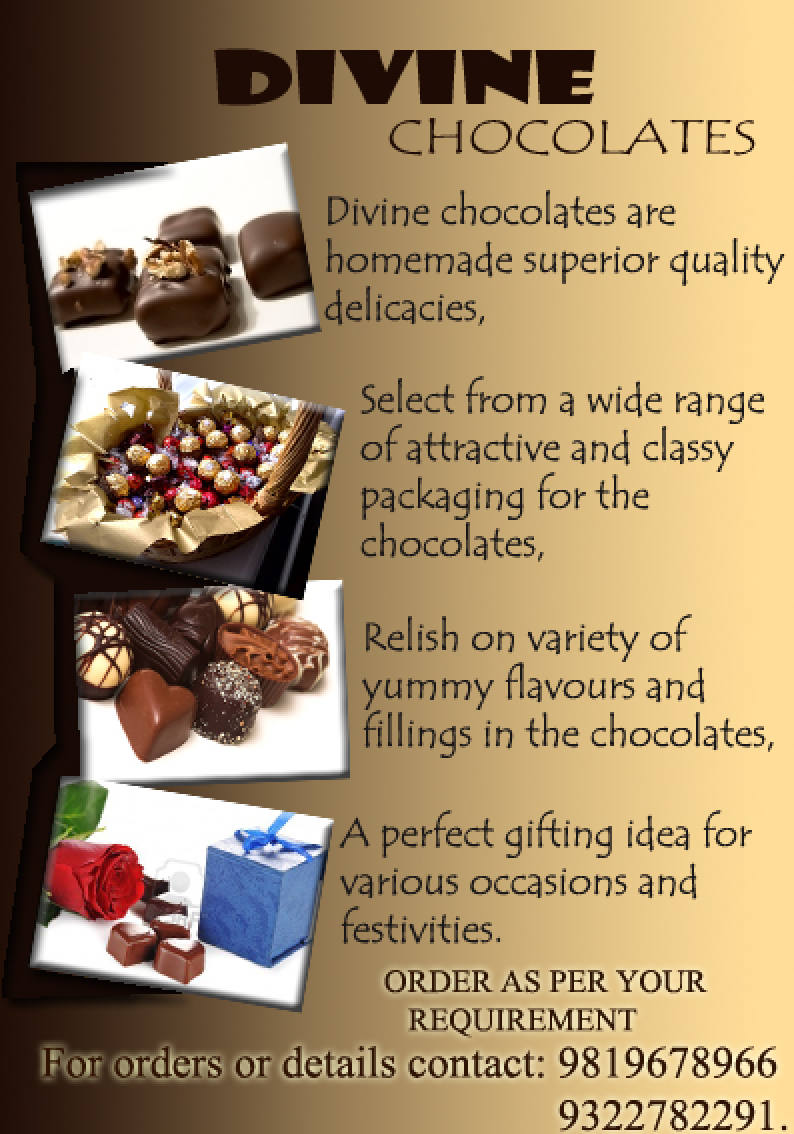 DIVINE
CHOCOLATES
Divine chocolates are
homemade superior quality
delicacies,
Select from a wide range
of attractive and classy
packaging for the
chocolates,
Relish on variety of
yummy flavours and
fillings in the chocolates,
A perfect gifting idea for
various occasions and
festivities.
ORDER AS PER YOUR
REQUIREMENT
For orders or details contact: 9819678966
9322782291.